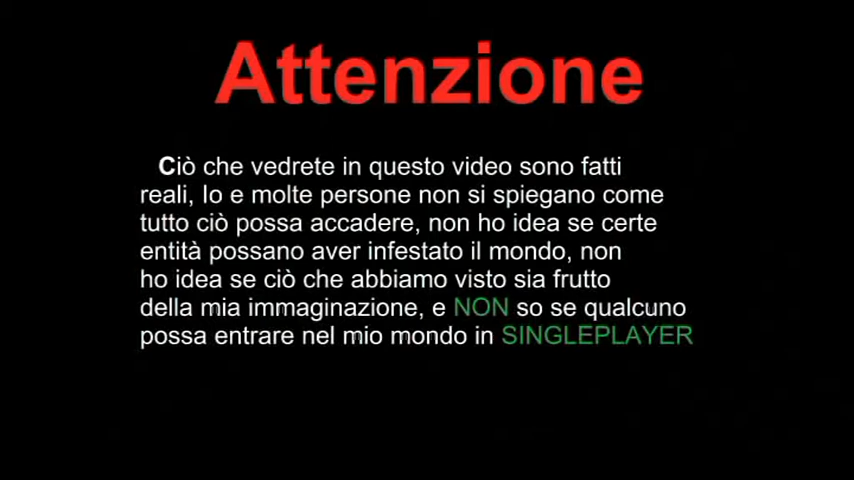 Attenzione
Ciò che vedrete in questo video sono fatti
reali, Io e molte persone non si spiegano come
tutto ciò possa accadere, non ho idea se certe
entità possano aver infestato il mondo, non
ho idea se ciò che abbiamo visto sia frutto
della mia immaginazione, e NON so se qualcuno
possa entrare nel mio mondo in SINGLEPLAYER